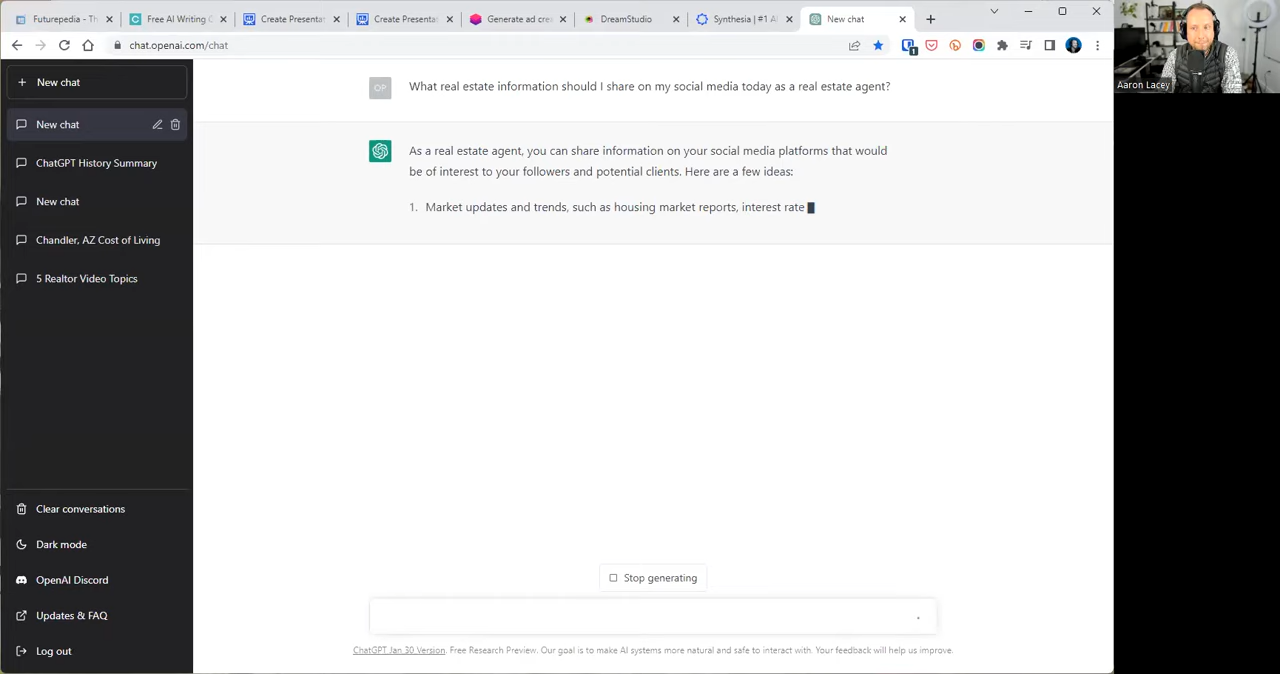 Futurepedia - Th
Free AI Writing
Create Presentat
Create Presentat
Generate ad crea
DreamStudio
Synthesia | #1 AI
New chat
chat.openai.com/chat
1
Aaron Lacey
New chat
New chat
ChatGPT History Summary
New chat
Chandler, AZ Cost of Living
5 Realtor Video Topics
Clear conversations
Dark mode
OpenAI Discord
Updates & FAQ
Log out
OP
What real estate information should I share on my social media today as a real estate agent?
As a real estate agent, you can share information on your social media platforms that would
be of interest to your followers and potential clients. Here are a few ideas:
1. Market updates and trends, such as housing market reports, interest rate
Stop generating
ChatGPT Jan 30 Version. Free Research Preview. Our goal is to make AI systems more natural and safe to interact with. Your feedback will help us improve.